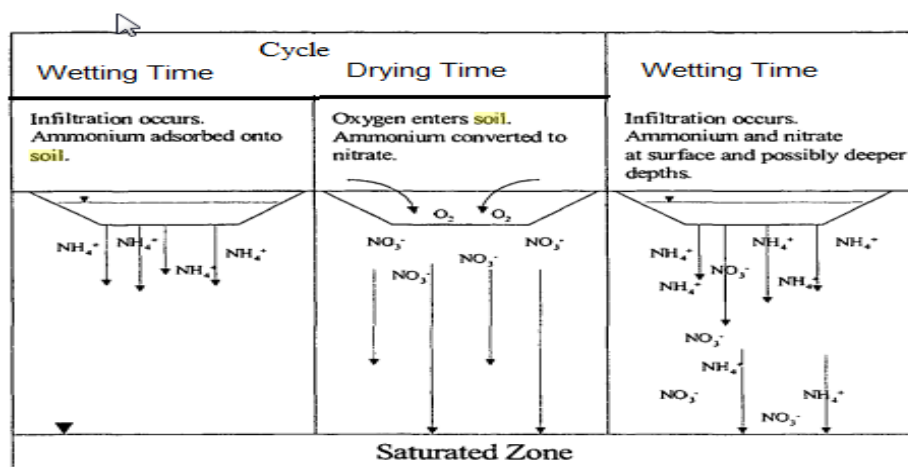 Cycle
Wetting Time
Drying Time
Wetting Time
Infiltration occurs.
Ammonium adsorbed onto
soil.
Oxygen enters soil.
Ammonium converted to
nitrate.
Infiltration occurs.
Ammonium and nitrate
at surface and possibly deeper
depths.
NH₄⁺ NH₄⁺ NH₄⁺
NH₄⁺
O₂ O₂
NO₃⁻ NO₃⁻
NO₃⁻
NO₃⁻
NH₄⁺ NH₄⁺ NH₄⁺
NO₃⁻
NH₄⁺ NH₄⁺
NO₃⁻
NH₄⁺
NO₃⁻ NH₄⁺
NO₃⁻
Saturated Zone